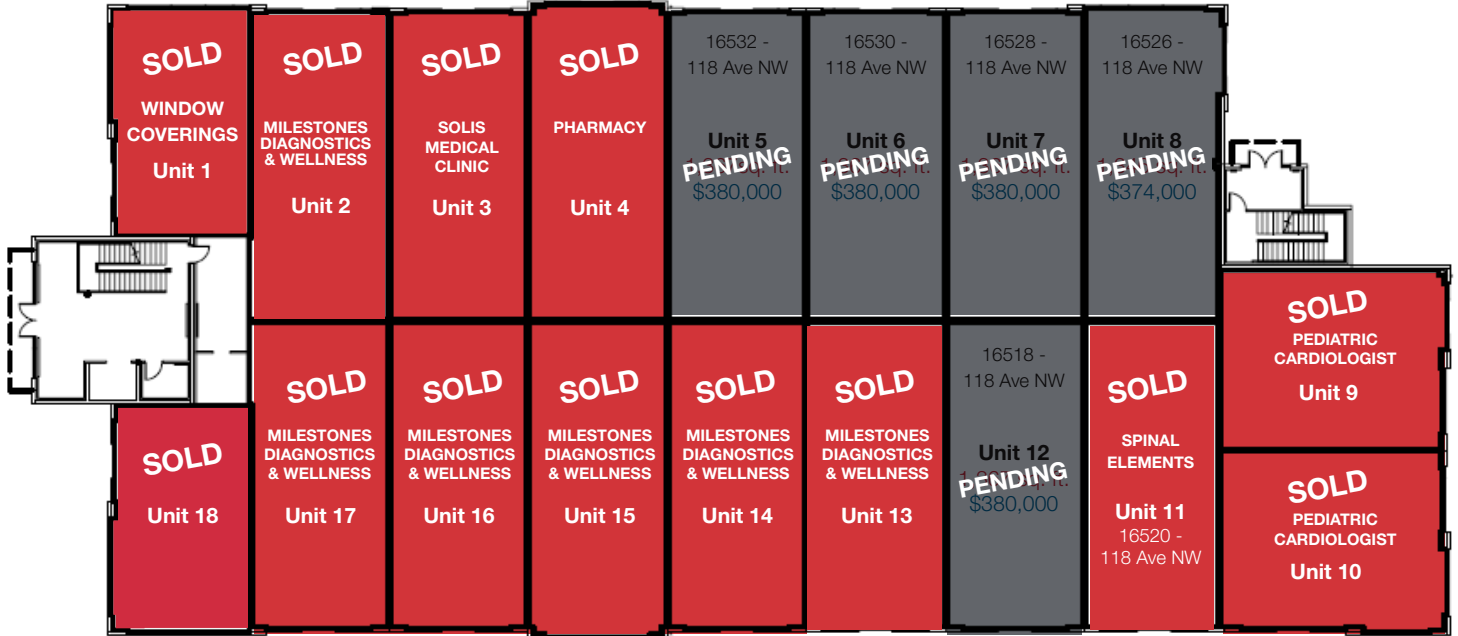 SOLD
WINDOW
COVERINGS
Unit 1
SOLD
MILESTONES
DIAGNOSTICS
& WELLNESS
Unit 2
SOLD
SOLIS
MEDICAL
CLINIC
Unit 3
SOLD
PHARMACY
Unit 4
16532 -
118 Ave NW
Unit 5
PENDING
$380,000
16530 -
118 Ave NW
Unit 6
PENDING
$380,000
16528 -
118 Ave NW
Unit 7
PENDING
$380,000
16526 -
118 Ave NW
Unit 8
PENDING
$374,000
SOLD
PEDIATRIC
CARDIOLOGIST
Unit 9
SOLD
Unit 18
SOLD
MILESTONES
DIAGNOSTICS
& WELLNESS
Unit 17
SOLD
MILESTONES
DIAGNOSTICS
& WELLNESS
Unit 16
SOLD
MILESTONES
DIAGNOSTICS
& WELLNESS
Unit 15
SOLD
MILESTONES
DIAGNOSTICS
& WELLNESS
Unit 14
SOLD
MILESTONES
DIAGNOSTICS
& WELLNESS
Unit 13
16518 -
118 Ave NW
Unit 12
PENDING
$380,000
SOLD
SPINAL
ELEMENTS
Unit 11
16520 -
118 Ave NW
SOLD
PEDIATRIC
CARDIOLOGIST
Unit 10